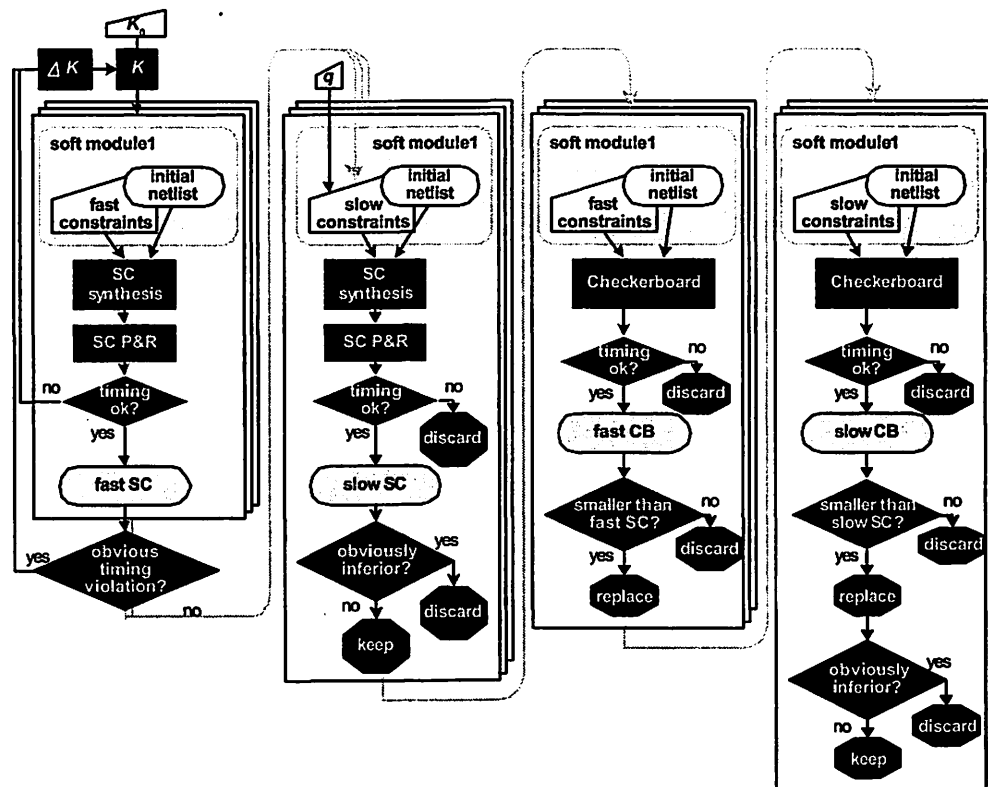 K₀
Δ K
K
soft module1
initial
netlist
fast
constraints
SC
synthesis
SC P&R
timing
ok?
no
yes
fast SC
obvious
timing
violation?
yes
no
q
soft module1
initial
netlist
slow
constraints
SC
synthesis
SC P&R
timing
ok?
no
discard
yes
slow SC
obviously
inferior?
yes
discard
no
keep
soft module1
initial
netlist
fast
constraints
Checkerboard
timing
ok?
no
discard
yes
fast CB
smaller than
fast SC?
no
discard
yes
replace
soft module1
initial
netlist
slow
constraints
Checkerboard
timing
ok?
no
discard
yes
slow CB
smaller than
slow SC?
no
discard
yes
replace
obviously
inferior?
yes
discard
no
keep